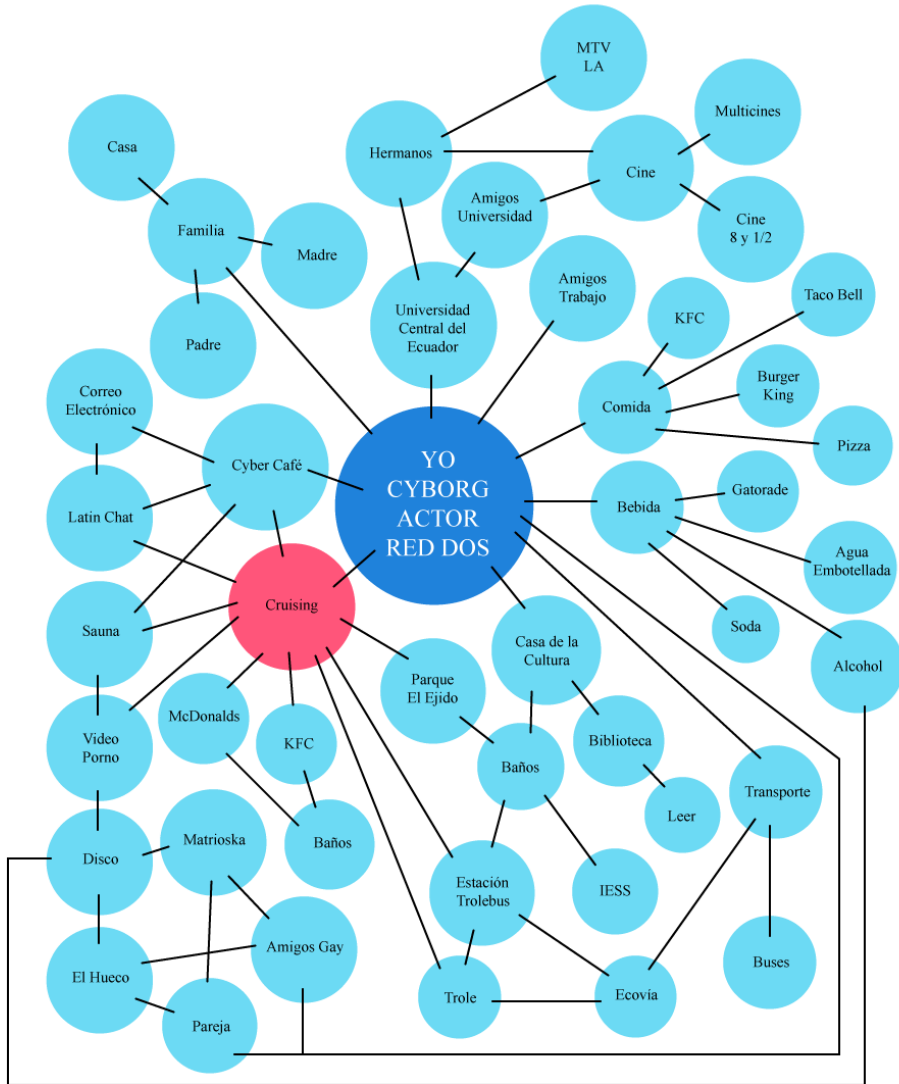 MTV
LA
Multicines
Casa
Hermanos
Cine
Amigos
Universidad
Familia
Cine
8 y 1/2
Madre
Amigos
Trabajo
Taco Bell
Universidad
Central del
Ecuador
KFC
Padre
Correo
Electrónico
Burger
King
Comida
Pizza
YO
CYBORG
ACTOR
RED DOS
Cyber Café
Gatorade
Latin Chat
Bebida
Agua
Embotellada
Cruising
Sauna
Soda
Casa de la
Cultura
Alcohol
Parque
El Ejido
McDonalds
Video
Porno
KFC
Biblioteca
Baños
Transporte
Leer
Matrioska
Baños
Disco
Estación
Trolebus
IESS
Amigos Gay
El Hueco
Buses
Trole
Ecovía
Pareja